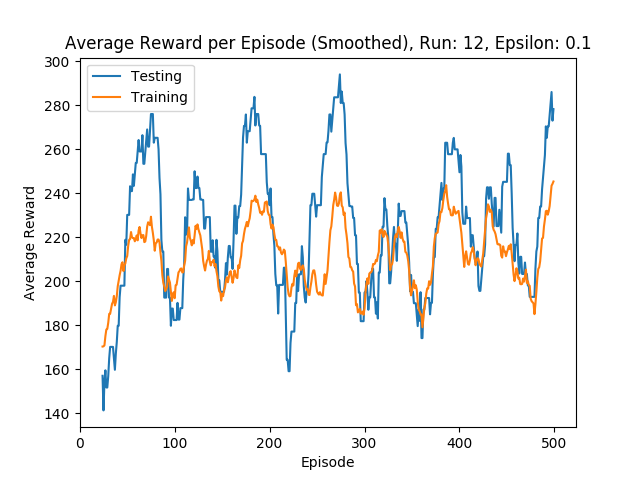 Average Reward per Episode (Smoothed), Run: 12, Epsilon: 0.1
Testing
Training
Average Reward
300
280
260
240
220
200
180
160
140
0 100 200 300 400 500
Episode